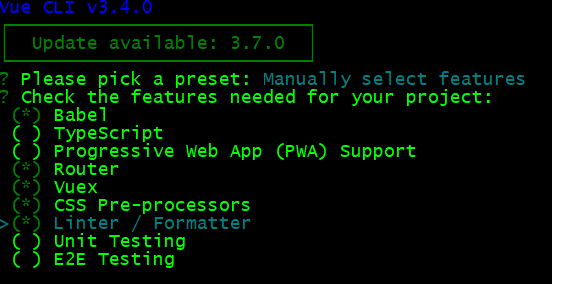 Vue CLI v3.4.0
Update available: 3.7.0
? Please pick a preset: Manually select features
? Check the features needed for your project:
(*) Babel
( ) TypeScript
( ) Progressive Web App (PWA) Support
(*) Router
(*) Vuex
(*) CSS Pre-processors
>(*) Linter / Formatter
( ) Unit Testing
( ) E2E Testing